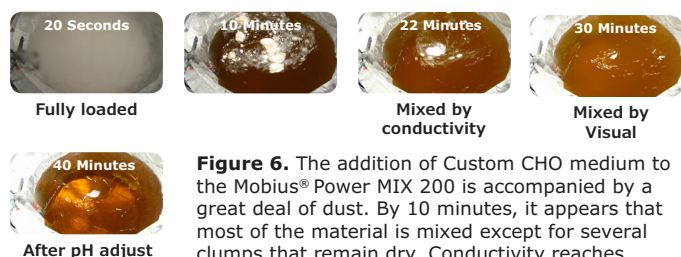 20 Seconds
10 Minutes
22 Minutes
30 Minutes
Fully loaded
Mixed by
conductivity
Mixed by
Visual
40 Minutes
After pH adjust
Figure 6. The addition of Custom CHO medium to
the Mobius® Power MIX 200 is accompanied by a
great deal of dust. By 10 minutes, it appears that
most of the material is mixed except for several
clumps that remain dry. Conductivity reaches